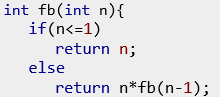 int fb(int n){
if(n<=1)
return n;
else
return n*fb(n-1);